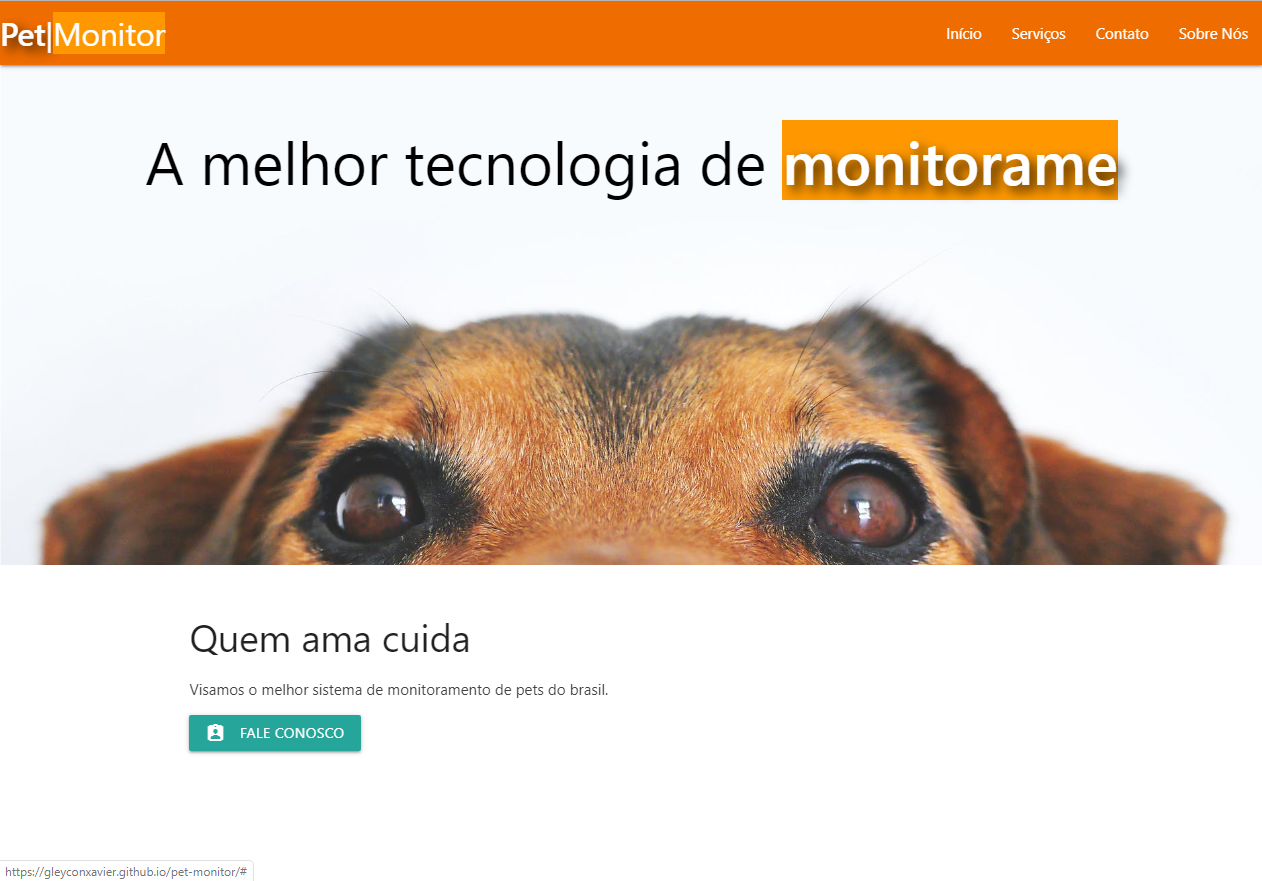 Pet|Monitor
Início Serviços Contato Sobre Nós
A melhor tecnologia de monitorame
Quem ama cuida
Visamos o melhor sistema de monitoramento de pets do brasil.
FALE CONOSCO
https://gleyconxavier.github.io/pet-monitor/#